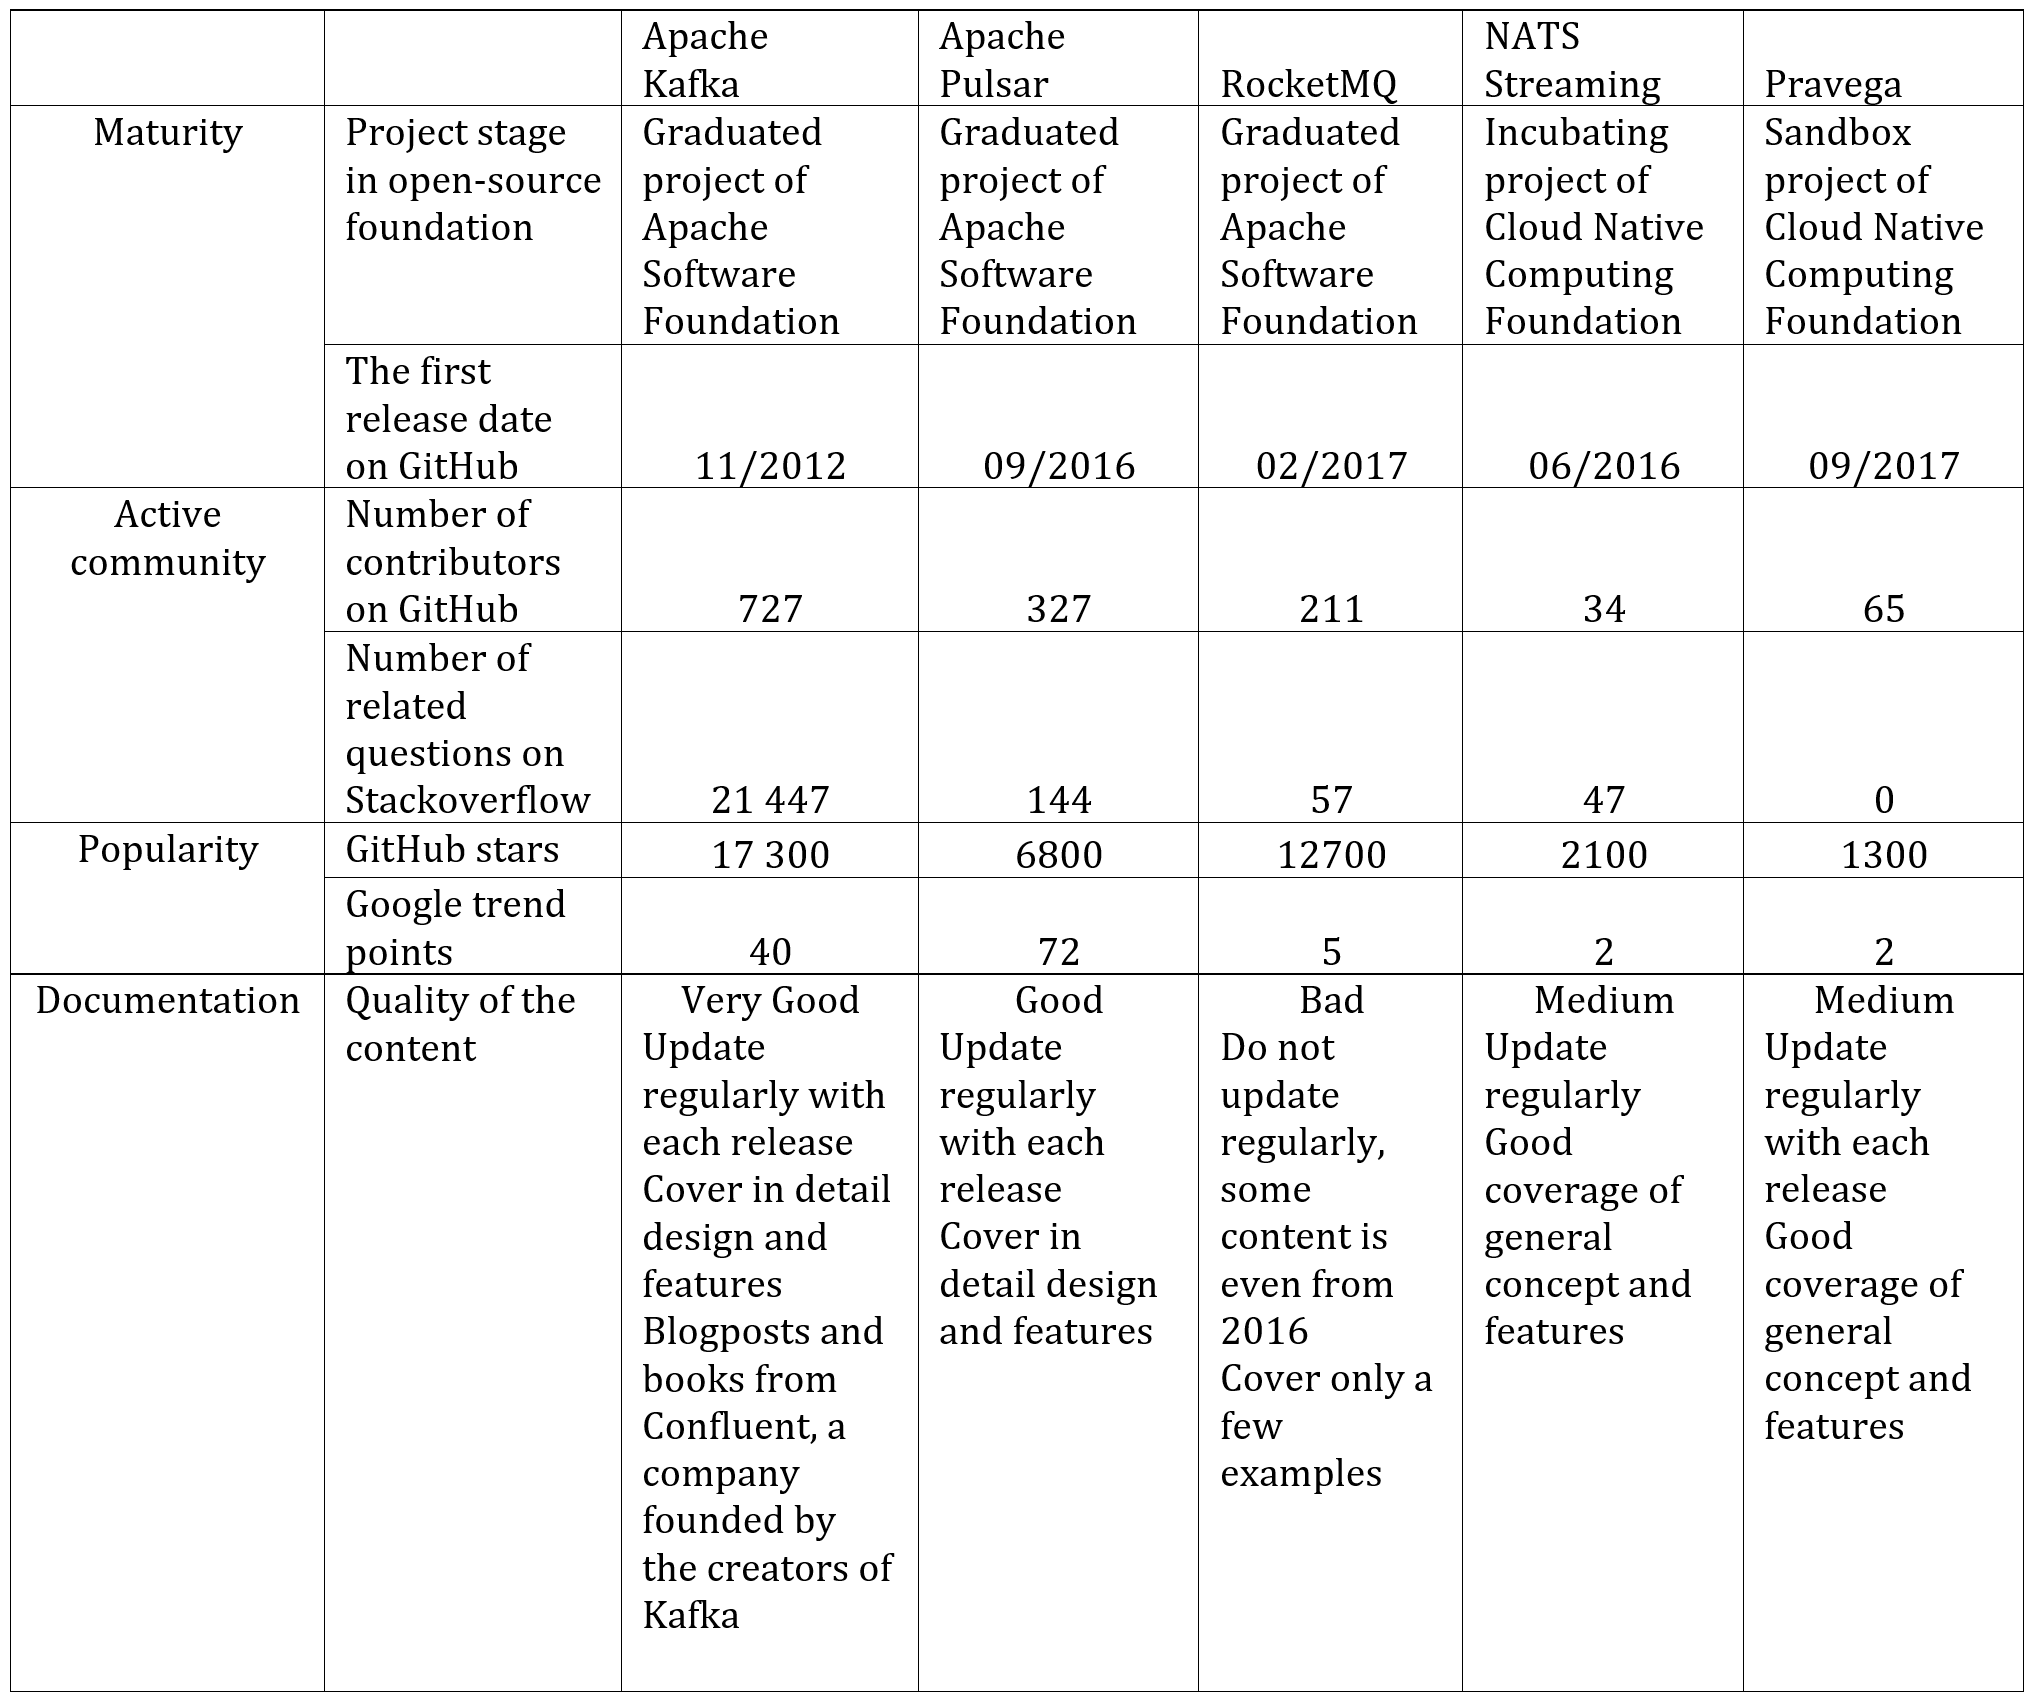 Apache
Kafka
Apache
Pulsar
RocketMQ
NATS
Streaming
Pravega
Maturity
Project stage
in open-source
foundation
Graduated
project of
Apache
Software
Foundation
Graduated
project of
Apache
Software
Foundation
Graduated
project of
Apache
Software
Foundation
Incubating
project of
Cloud Native
Computing
Foundation
Sandbox
project of
Cloud Native
Computing
Foundation
The first
release date
on GitHub
11/2012
09/2016
02/2017
06/2016
09/2017
Active
community
Number of
contributors
on GitHub
727
327
211
34
65
Number of
related
questions on
Stackoverflow
21 447
144
57
47
0
Popularity
GitHub stars
17 300
6800
12700
2100
1300
Google trend
points
40
72
5
2
2
Documentation
Quality of the
content
Very Good
Update
regularly with
each release
Cover in detail
design and
features
Blogposts and
books from
Confluent, a
company
founded by
the creators of
Kafka
Good
Update
regularly
with each
release
Cover in
detail design
and features
Bad
Do not
update
regularly,
some
content is
even from
2016
Cover only a
few
examples
Medium
Update
regularly
Good
coverage of
general
concept and
features
Medium
Update
regularly
with each
release
Good
coverage of
general
concept and
features